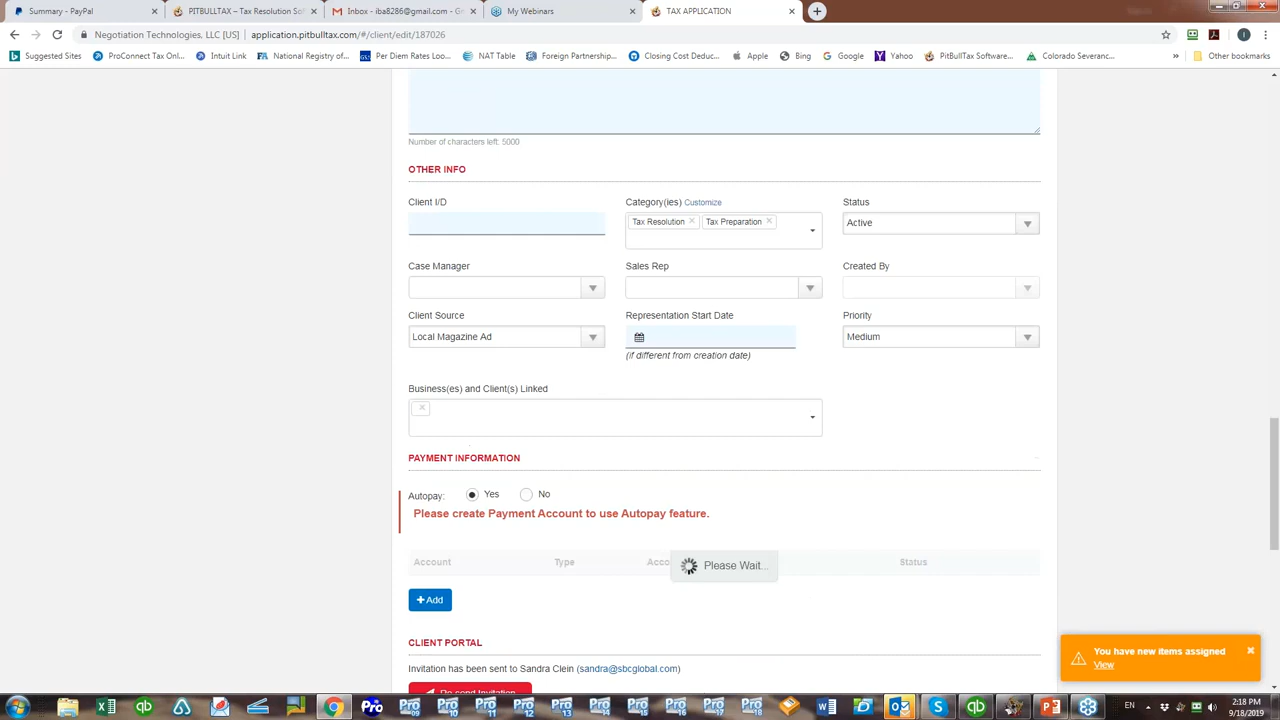 Summary - PayPal
PITBULLTAX – Tax Resolution Sof
Gmail
Inbox - iba8286@gmail.com - G
My Webinars
TAX APPLICATION
Negotiation Technologies, LLC [US]
application.pitbulltax.com/#/client/edit/187026
Suggested Sites
ProConnect Tax Onl...
Intuit Link
National Registry of...
Per Diem Rates Loo...
NAT Table
Foreign Partnership...
Closing Cost Deduc...
Apple
Bing
Google
Yahoo
PitBullTax Software...
Colorado Severanc...
»
Other bookmarks
Number of characters left: 5000
OTHER INFO
Client I/D
Category(ies) Customize
Status
Tax Resolution ×
Tax Preparation ×
Active
Case Manager
Sales Rep
Created By
Client Source
Representation Start Date
Priority
Local Magazine Ad
Medium
(if different from creation date)
Business(es) and Client(s) Linked
×
PAYMENT INFORMATION
Autopay:
Yes
No
Please create Payment Account to use Autopay feature.
Account
Type
Acco
Status
Please Wait...
+ Add
CLIENT PORTAL
Invitation has been sent to Sandra Clein (sandra@sbcglobal.com)
Re-send Invitation
You have new items assigned
View
EN
2:18 PM
9/18/2019